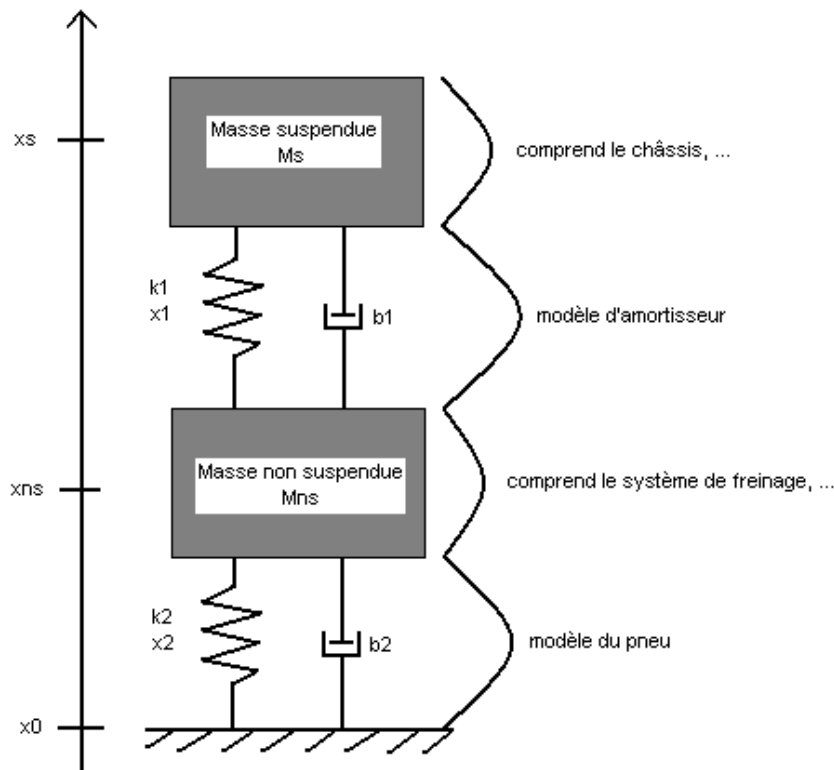 xs
Masse suspendue
Ms
comprend le châssis, ...
k1
x1
b1
modèle d'amortisseur
xns
Masse non suspendue
Mns
comprend le système de freinage, ...
k2
x2
b2
modèle du pneu
x0